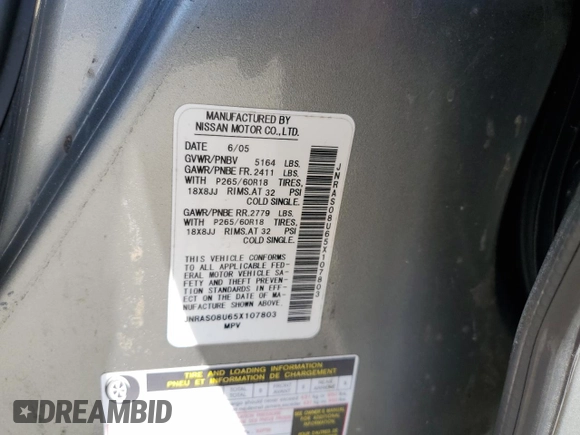 MANUFACTURED BY
NISSAN MOTOR CO.,LTD.
DATE 6/05
GVWR/PNBV 5164 LBS.
GAWR/PNBE FR. 2411 LBS.
WITH P265/60R18 TIRES,
18X8JJ RIMS,AT 32 PSI
COLD SINGLE.
GAWR/PNBE RR. 2779 LBS.
WITH P265/60R18 TIRES,
18X8JJ RIMS,AT 32 PSI
COLD SINGLE.
THIS VEHICLE CONFORMS
TO ALL APPLICABLE FED-
ERAL MOTOR VEHICLE SA-
FETY AND THEFT PREVEN-
TION STANDARDS IN EFF-
ECT ON THE DATE OF MA-
NUFACTURE SHOWN ABOVE.
JNRAS08U65X107803
MPV
JNRAS08U65X107803
TIRE AND LOADING INFORMATION
PNEU ET INFORMATION DE CHARGEMENT
DREAMBID